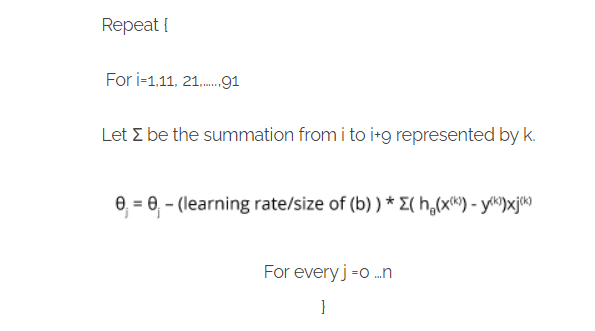 Repeat {
For i=1,11, 21,.....,91
Let Σ be the summation from i to i+9 represented by k.
θj = θj – (learning rate/size of (b) ) * Σ( hθ(x(k)) - y(k))xj(k)
For every j =0 …n
}